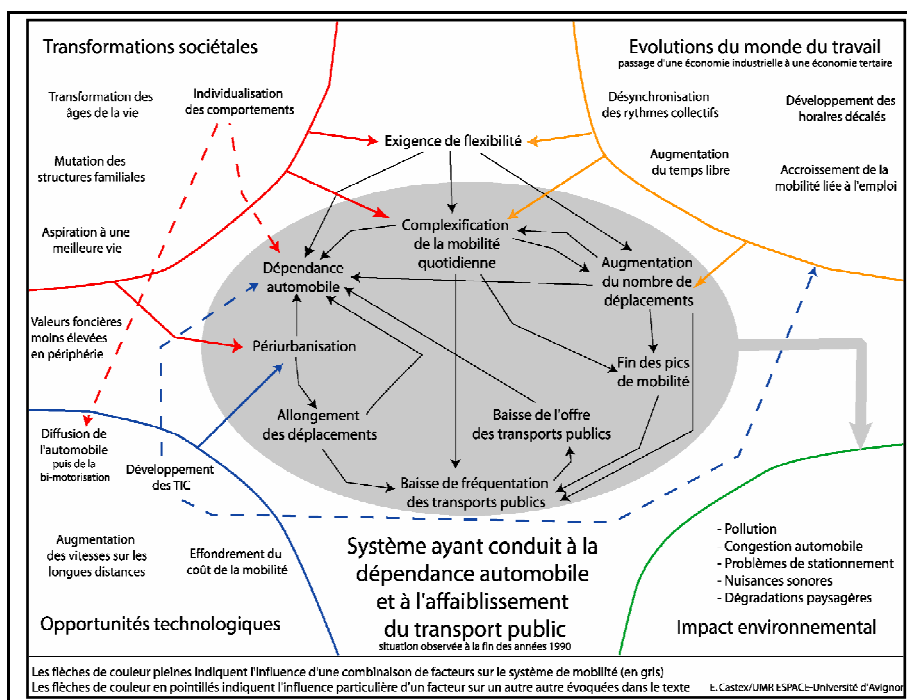 Transformations sociétales
Transformation des
âges de la vie
Individualisation
des comportements
Mutation des
structures familiales
Aspiration à une
meilleure vie
Evolutions du monde du travail
passage d'une économie industrielle à une économie tertaire
Désynchronisation
des rythmes collectifs
Développement des
horaires décalés
Augmentation
du temps libre
Accroissement de la
mobilité liée à l'emploi
Exigence de flexibilité
Complexification
de la mobilité
quotidienne
Dépendance
automobile
Augmentation
du nombre de
déplacements
Valeurs foncières
moins élevées
en périphérie
Périurbanisation
Fin des pics
de mobilité
Allongement
des déplacements
Baisse de l'offre
des transports publics
Baisse de fréquentation
des transports publics
Diffusion de
l'automobile
puis de la
bi-motorisation
Développement
des TIC
Augmentation
des vitesses sur les
longues distances
Effondrement du
coût de la mobilité
Opportunités technologiques
Système ayant conduit à la
dépendance automobile
et à l'affaiblissement
du transport public
situation observée à la fin des années 1990
- Pollution
Congestion automobile
- Problèmes de stationnement
- Nuisances sonores
- Dégradations paysagères
Impact environnemental
Les flèches de couleur pleines indiquent l'influence d'une combinaison de facteurs sur le système de mobilité (en gris)
Les flèches de couleur en pointillés indiquent l'influence particulière d'un facteur sur un autre autre évoquées dans le texte
E. Castex/UMR ESPACE-Université d'Avignon